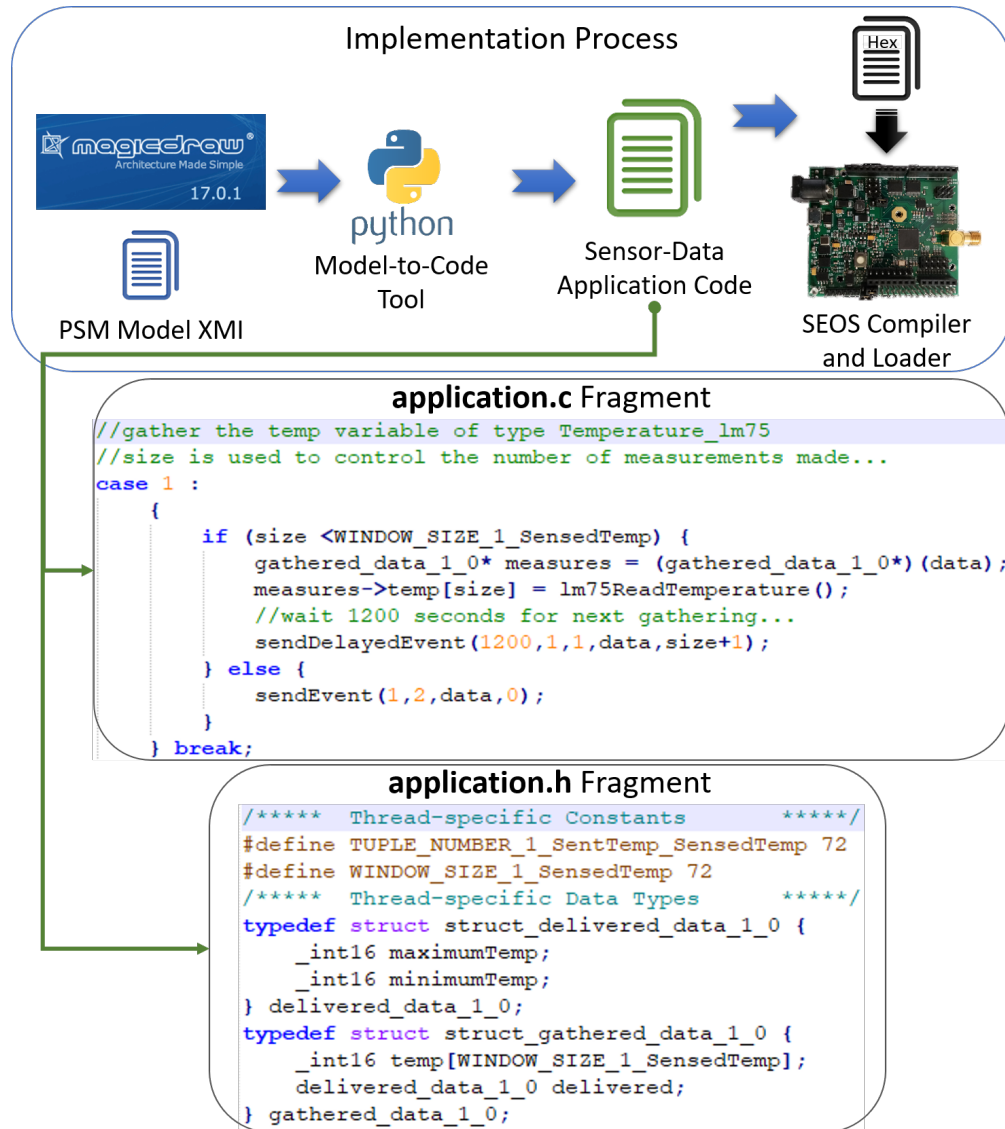 Implementation Process
Hex
magicdraw®
Architecture Made Simple
17.0.1
python
Model-to-Code
Tool
Sensor-Data
Application Code
PSM Model XMI
SEOS Compiler
and Loader
application.c Fragment
//gather the temp variable of type Temperature_lm75
//size is used to control the number of measurements made...
case 1 :
{
if (size <WINDOW_SIZE_1_SensedTemp) {
gathered_data_1_0* measures = (gathered_data_1_0*)(data);
measures->temp[size] = lm75ReadTemperature();
//wait 1200 seconds for next gathering...
sendDelayedEvent(1200,1,1,data,size+1);
} else {
sendEvent(1,2,data,0);
}
} break;
application.h Fragment
/***** Thread-specific Constants *****/
#define TUPLE_NUMBER_1_SentTemp_SensedTemp 72
#define WINDOW_SIZE_1_SensedTemp 72
/***** Thread-specific Data Types *****/
typedef struct struct_delivered_data_1_0 {
_int16 maximumTemp;
_int16 minimumTemp;
} delivered_data_1_0;
typedef struct struct_gathered_data_1_0 {
_int16 temp[WINDOW_SIZE_1_SensedTemp];
delivered_data_1_0 delivered;
} gathered_data_1_0;